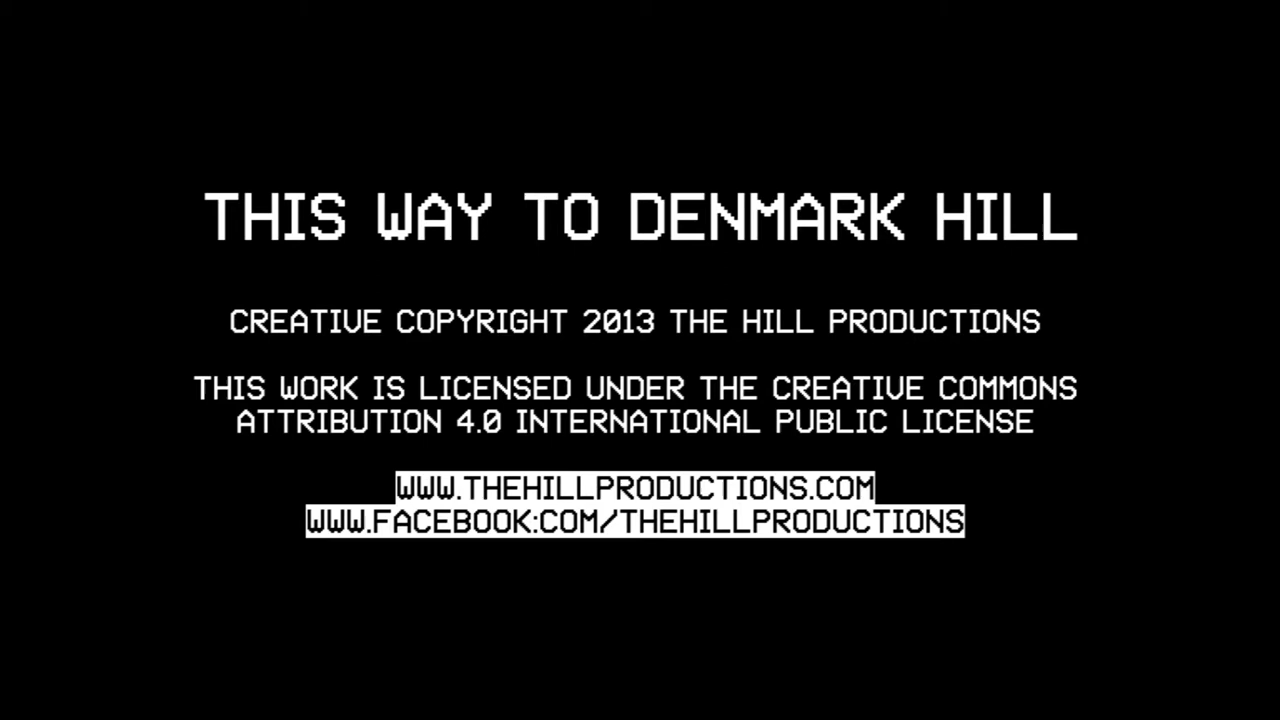 THIS WAY TO DENMARK HILL
CREATIVE COPYRIGHT 2013 THE HILL PRODUCTIONS
THIS WORK IS LICENSED UNDER THE CREATIVE COMMONS
ATTRIBUTION 4.0 INTERNATIONAL PUBLIC LICENSE
WWW.THEHILLPRODUCTIONS.COM
WWW.FACEBOOK:COM/THEHILLPRODUCTIONS